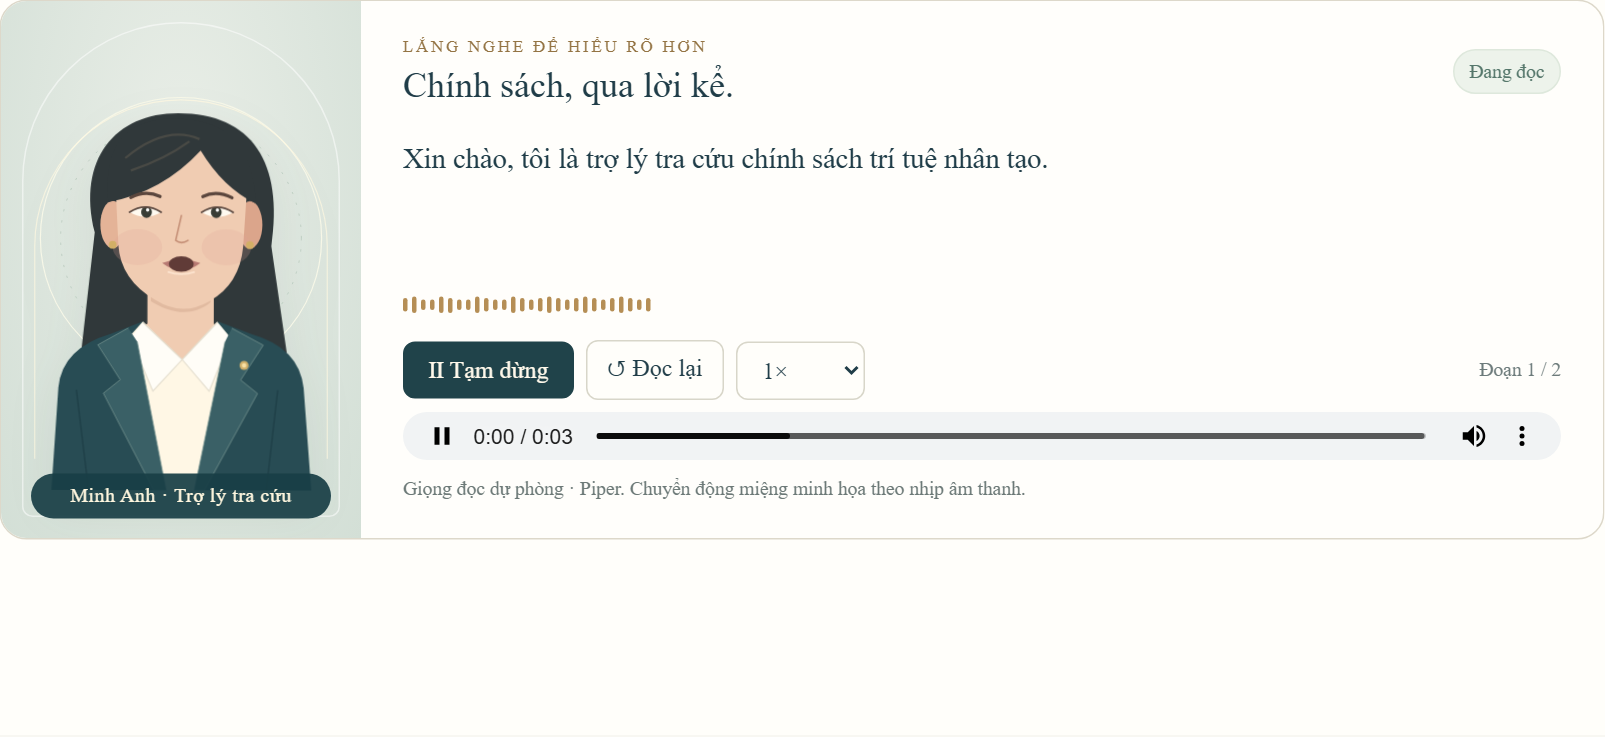 LẮNG NGHE ĐỂ HIỂU RÕ HƠN
Chính sách, qua lời kể.
Đang đọc
Xin chào, tôi là trợ lý tra cứu chính sách trí tuệ nhân tạo.
II Tạm dừng
↺ Đọc lại
1×
Đoạn 1 / 2
0:00 / 0:03
Giọng đọc dự phòng · Piper. Chuyển động miệng minh họa theo nhịp âm thanh.
Minh Anh · Trợ lý tra cứu